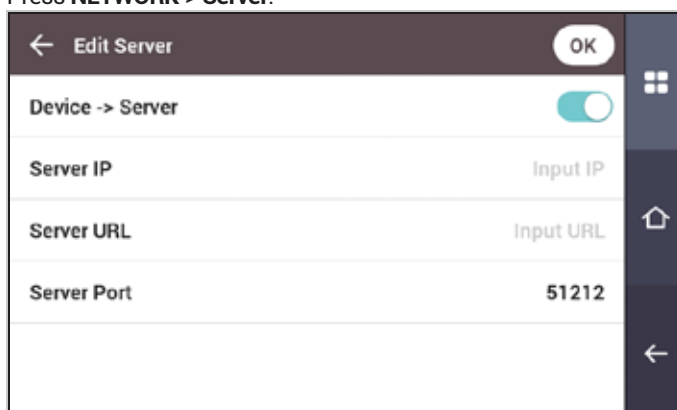 Press NETWORK > Server.
Edit Server
OK
Device -> Server
Server IP
Input IP
Server URL
Input URL
Server Port
51212